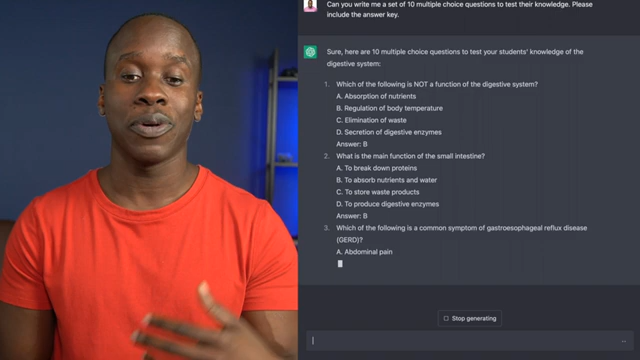 Can you write me a set of 10 multiple choice questions to test their knowledge. Please
include the answer key.
Sure, here are 10 multiple choice questions to test your students' knowledge of the
digestive system:
1. Which of the following is NOT a function of the digestive system?
A. Absorption of nutrients
B. Regulation of body temperature
C. Elimination of waste
D. Secretion of digestive enzymes
Answer: B
2. What is the main function of the small intestine?
A. To break down proteins
B. To absorb nutrients and water
C. To store waste products
D. To produce digestive enzymes
Answer: B
3. Which of the following is a common symptom of gastroesophageal reflux disease
(GERD)?
A. Abdominal pain
Stop generating